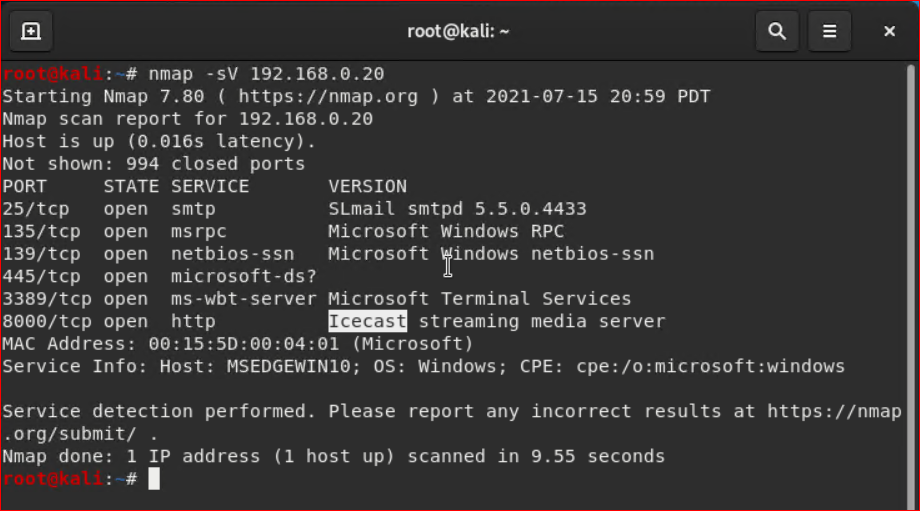 root@kali: ~
root@kali:~# nmap -sV 192.168.0.20
Starting Nmap 7.80 ( https://nmap.org ) at 2021-07-15 20:59 PDT
Nmap scan report for 192.168.0.20
Host is up (0.016s latency).
Not shown: 994 closed ports
PORT     STATE SERVICE       VERSION
25/tcp   open  smtp          SLmail smtpd 5.5.0.4433
135/tcp  open  msrpc         Microsoft Windows RPC
139/tcp  open  netbios-ssn   Microsoft Windows netbios-ssn
445/tcp  open  microsoft-ds?
3389/tcp open  ms-wbt-server Microsoft Terminal Services
8000/tcp open  http          Icecast streaming media server
MAC Address: 00:15:5D:00:04:01 (Microsoft)
Service Info: Host: MSEDGEWIN10; OS: Windows; CPE: cpe:/o:microsoft:windows
Service detection performed. Please report any incorrect results at https://nmap
.org/submit/ .
Nmap done: 1 IP address (1 host up) scanned in 9.55 seconds
root@kali:~#